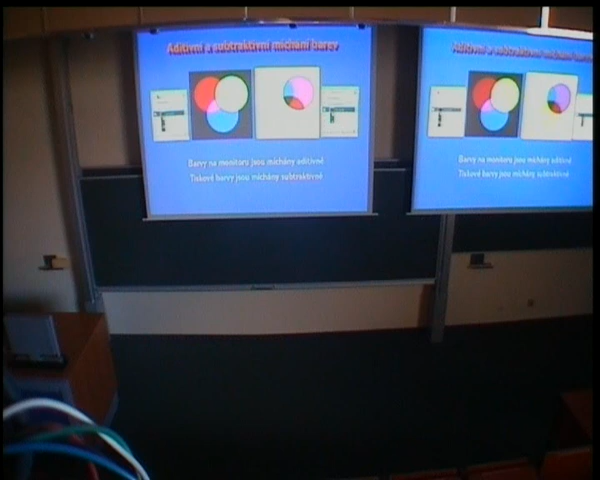 Aditivní a subtraktivní míchání barev
Barvy na monitoru jsou míchány aditivně
Tiskové barvy jsou míchány subtraktivně
Aditivní a subtraktivní míchání barev
Barvy na monitoru jsou míchány aditivně
Tiskové barvy jsou míchány subtraktivně